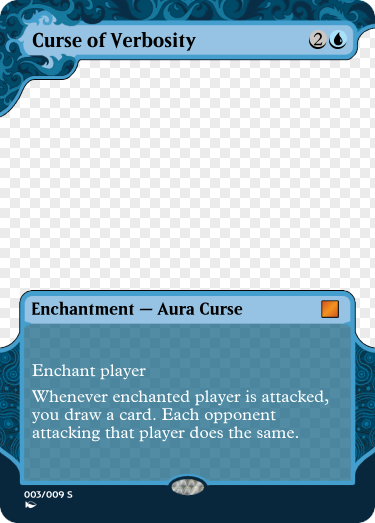 Curse of Verbosity 2
Enchantment — Aura Curse
Enchant player
Whenever enchanted player is attacked,
you draw a card. Each opponent
attacking that player does the same.
003/009 S